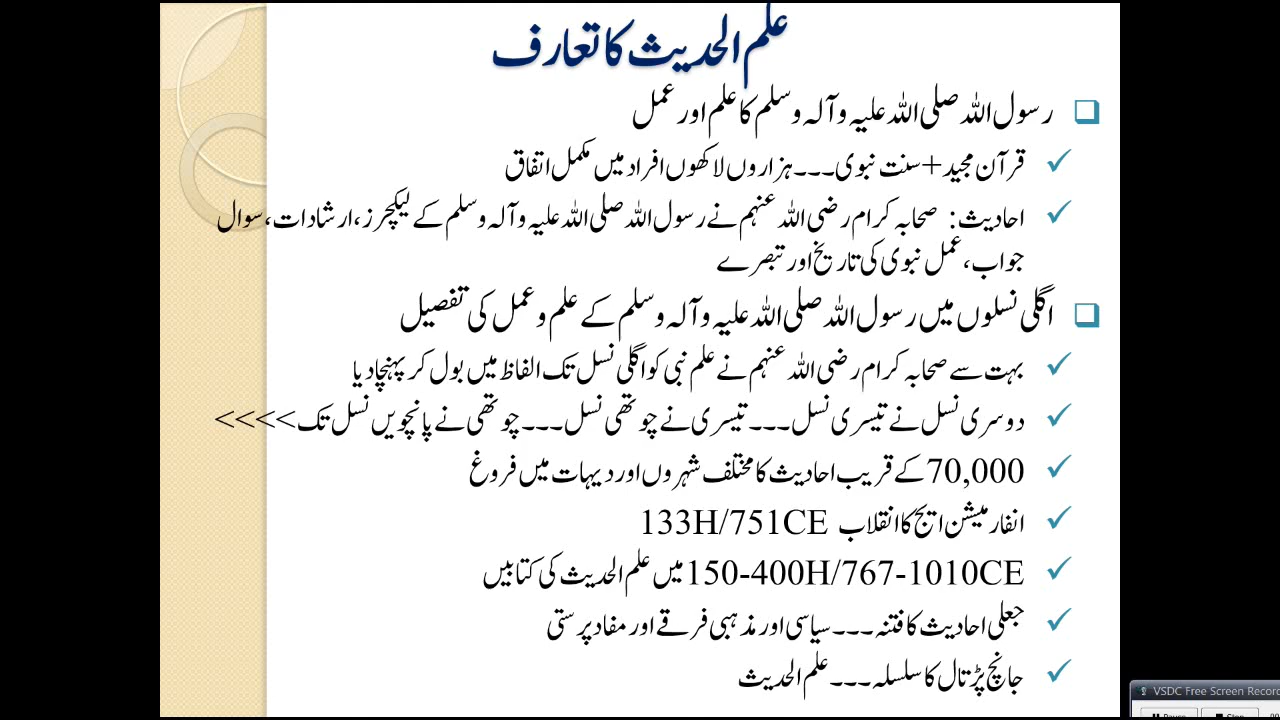 علم الحدیث کا تعارف
رسول اللہ صلی اللہ علیہ وآلہ وسلم کا علم اور عمل
قرآن مجید + سنت نبوی۔۔۔ ہزاروں لاکھوں افراد میں مکمل اتفاق
احادیث: صحابہ کرام رضی اللہ عنہم نے رسول اللہ صلی اللہ علیہ وآلہ وسلم کے لیکچرز، ارشادات، سوال
جواب، عمل نبوی کی تاریخ اور تبصرے
اگلی نسلوں میں رسول اللہ صلی اللہ علیہ وآلہ وسلم کے علم و عمل کی تفصیل
بہت سے صحابہ کرام رضی اللہ عنہم نے علم نبی کو اگلی نسل تک الفاظ میں بول کر پہنچا دیا
دوسری نسل نے تیسری نسل۔۔۔ تیسری نے چوتھی نسل۔۔۔ چوتھی نے پانچویں نسل تک >>>>
70,000 کے قریب احادیث کا مختلف شہروں اور دیہات میں فروغ
انفارمیشن ایج کا انقلاب 133H/751CE
150-400H/767-1010CE میں علم الحدیث کی کتابیں
جعلی احادیث کا فتنہ۔۔۔ سیاسی اور مذہبی فرقے اور مفاد پرستی
جانچ پڑتال کا سلسلہ۔۔۔ علم الحدیث
VSDC Free Screen Recorc